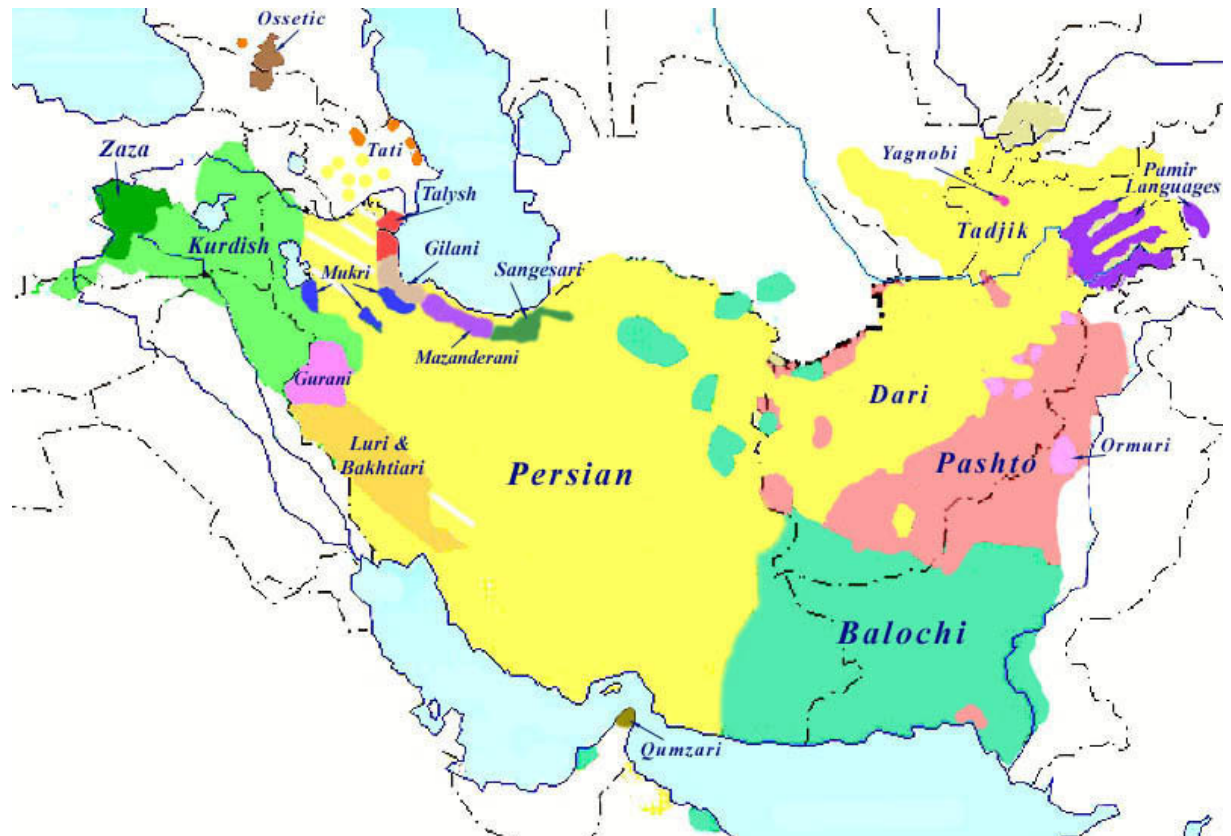 Ossetic
Zaza
Tati
Yagnobi
Pamir
Languages
Talysh
Tadjik
Kurdish
Gilani
Mukri
Sangesari
Mazanderani
Gurani
Dari
Luri &
Bakhtiari
Persian
Pashto
Ormuri
Balochi
Qumzari